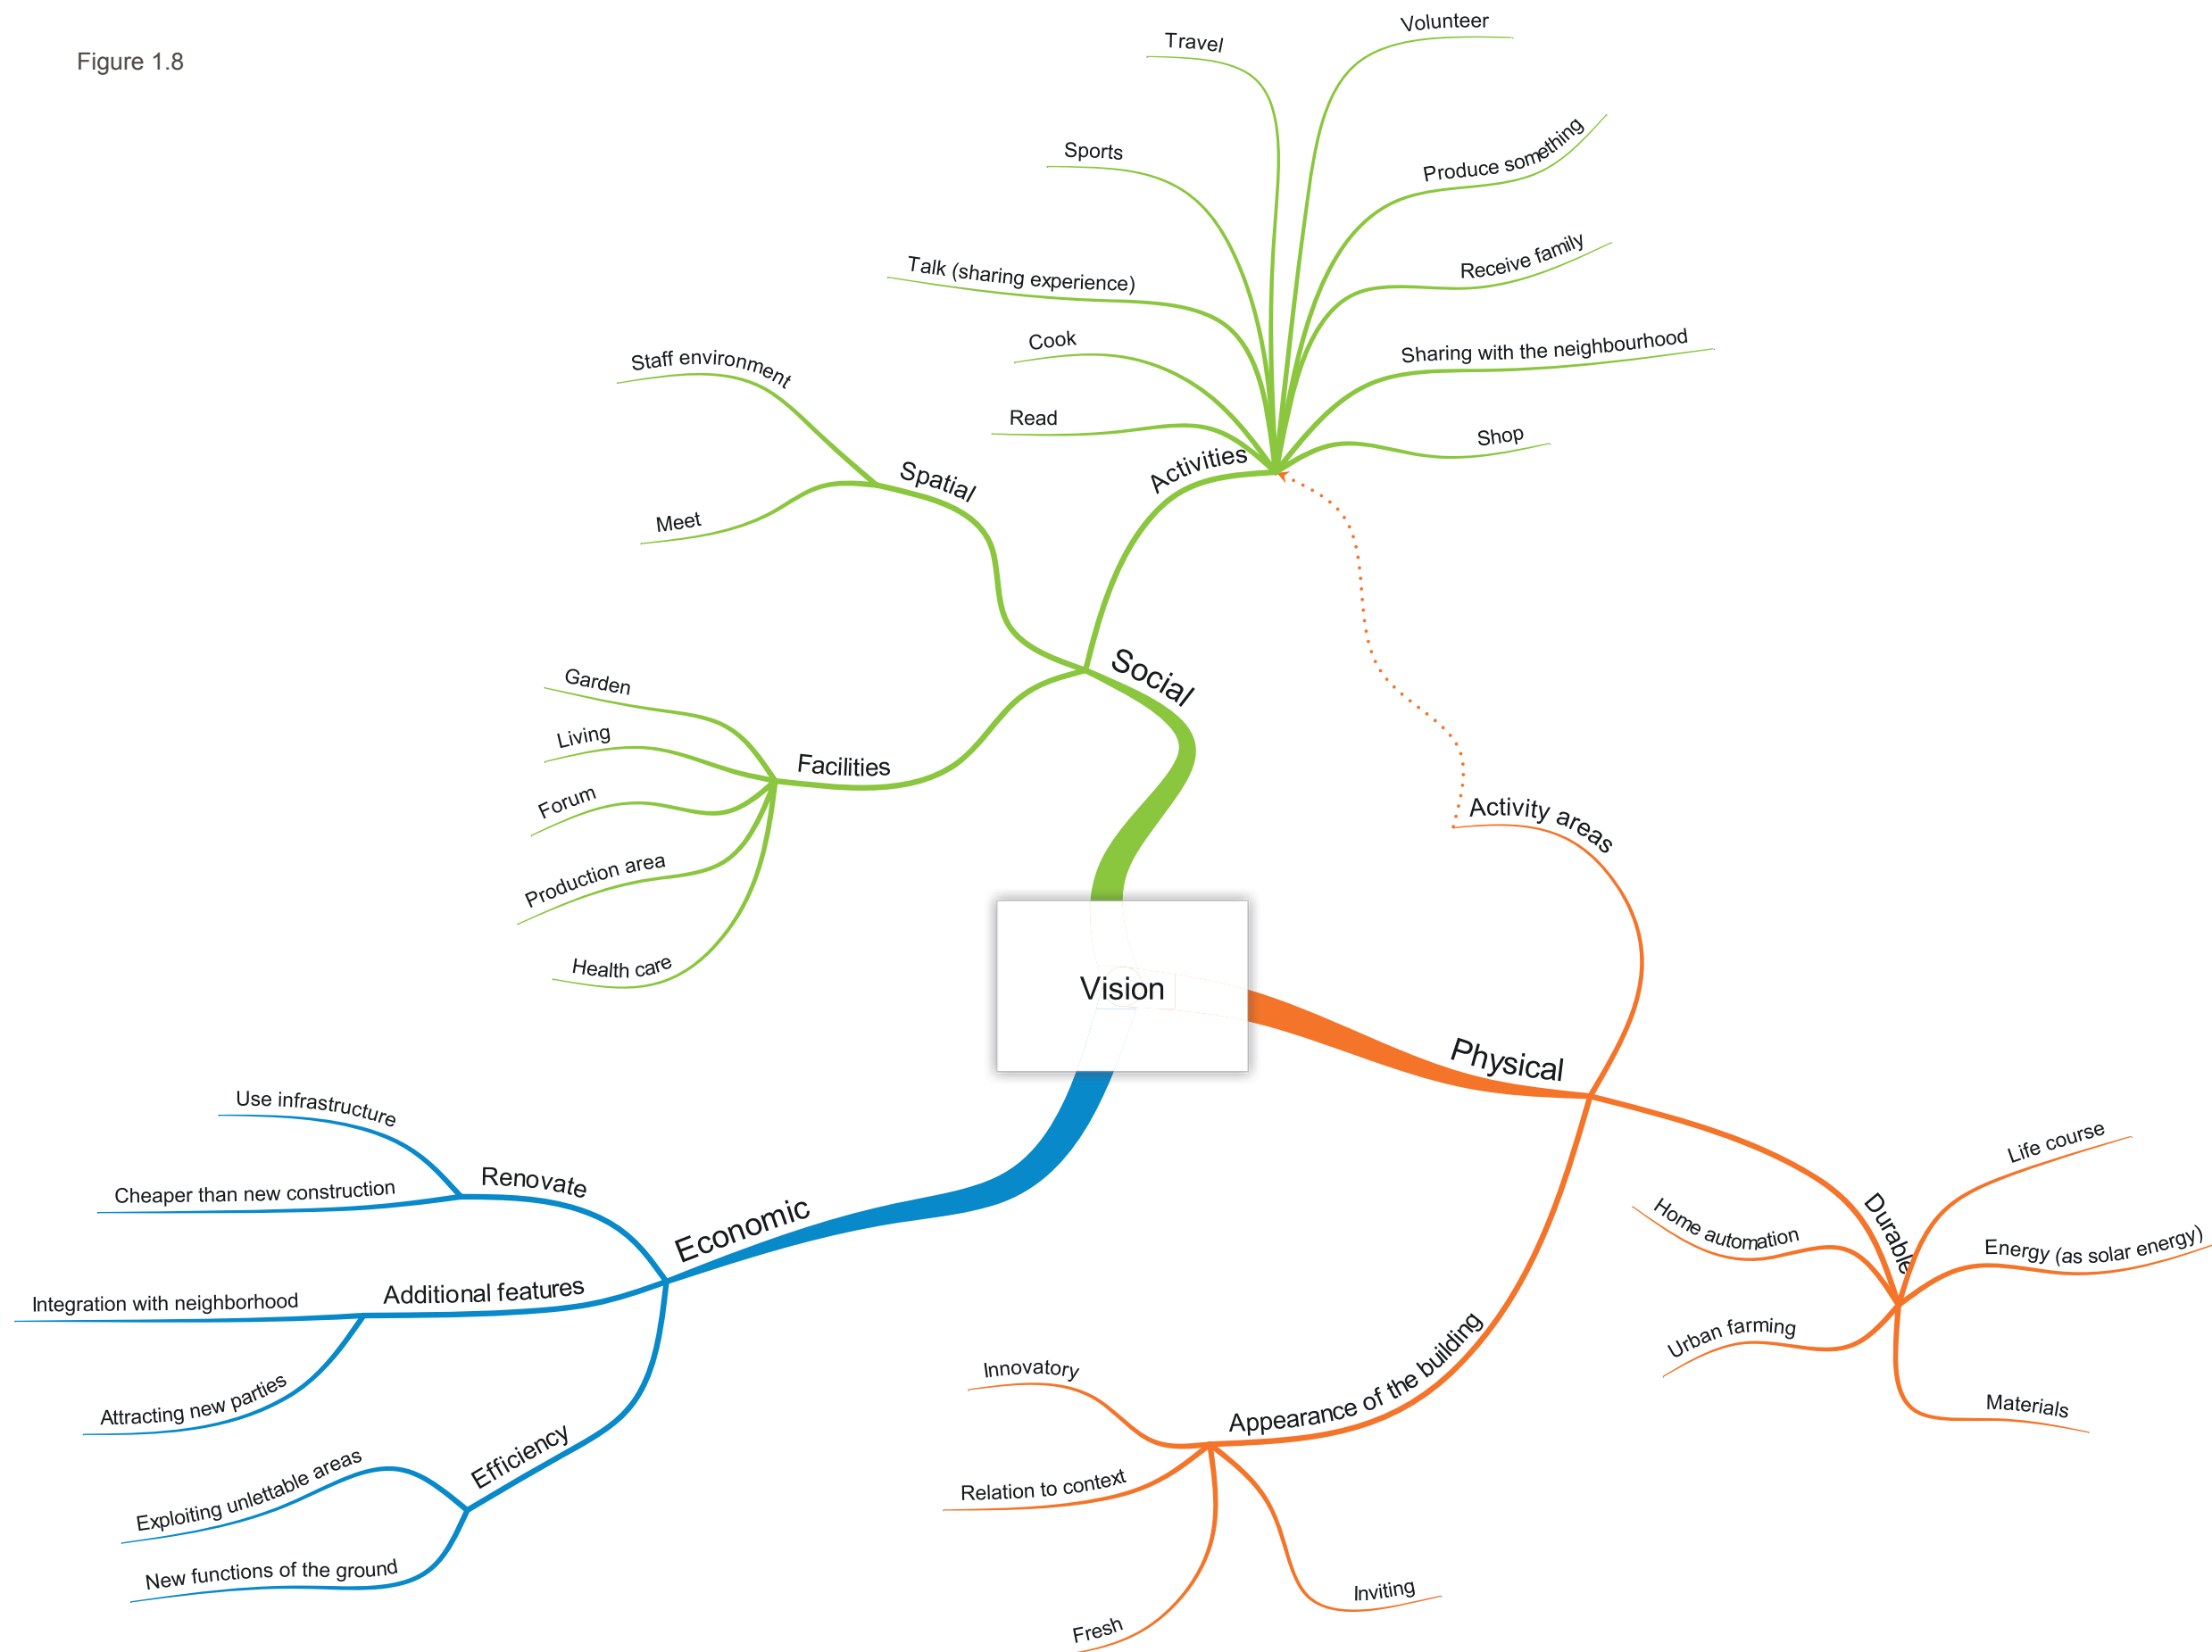 Figure 1.8
Volunteer
Travel
Produce something
Sports
Receive family
Talk (sharing experience)
Sharing with the neighbourhood
Cook
Read
Shop
Activities
Staff environment
Spatial
Meet
Social
Garden
Living
Facilities
Forum
Production area
Health care
Activity areas
Vision
Physical
Life course
Durable
Home automation
Energy (as solar energy)
Urban farming
Materials
Use infrastructure
Renovate
Cheaper than new construction
Economic
Additional features
Integration with neighborhood
Attracting new parties
Efficiency
Exploiting unlettable areas
New functions of the ground
Appearance of the building
Innovatory
Relation to context
Inviting
Fresh